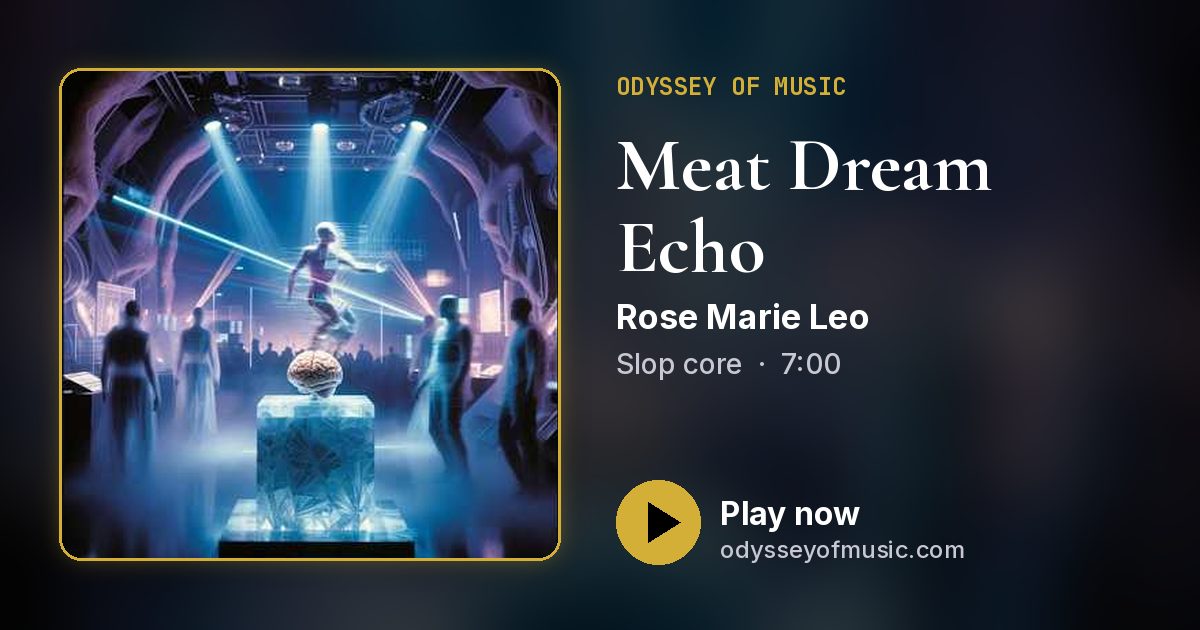 ODYSSEY OF MUSIC
Meat Dream
Echo
Rose Marie Leo
Slop core · 7:00
Play now
odysseyofmusic.com